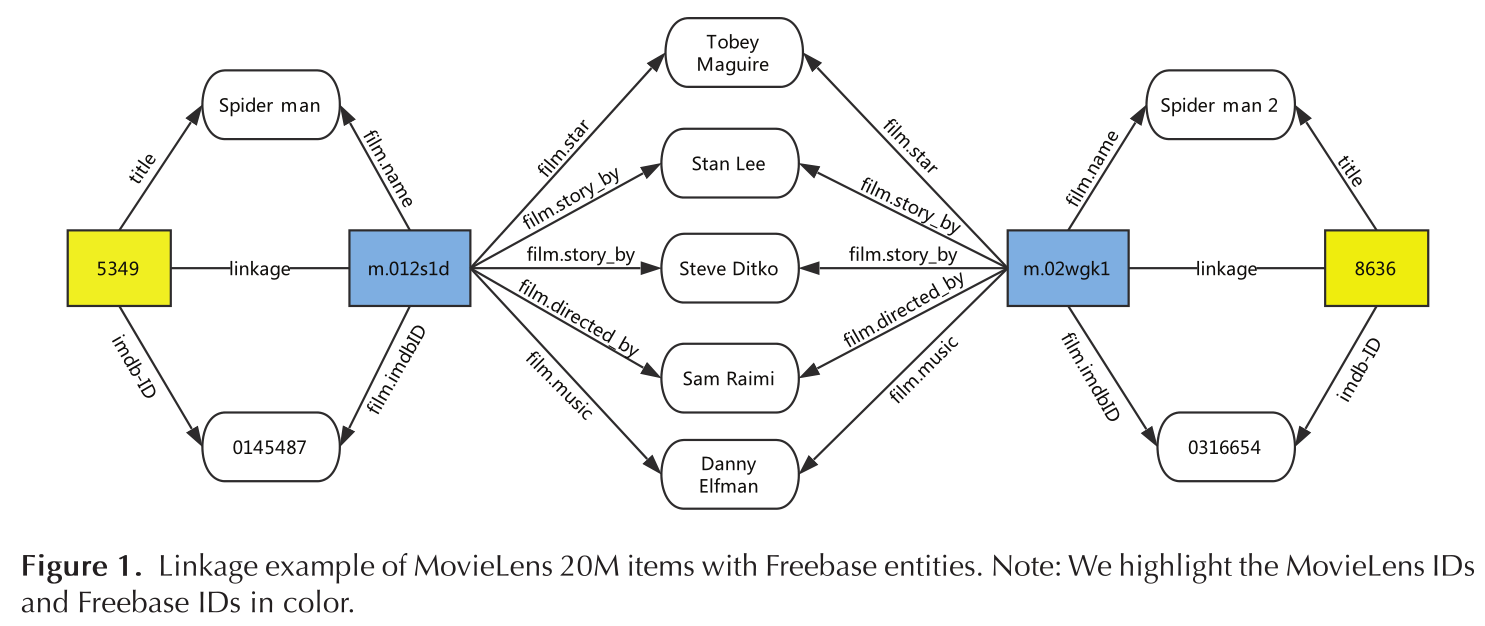 Tobey
Maguire
Spider man
Spider man 2
title
film.name
film.star
film.star
film.name
title
Stan Lee
film.story_by
film.story_by
5349
linkage
m.012s1d
film.story_by
Steve Ditko
film.story_by
m.02wgk1
linkage
8636
imdb-ID
film.imdbID
film.directed_by
film.directed_by
film.imdbID
imdb-ID
Sam Raimi
film.music
film.music
0145487
0316654
Danny
Elfman
Figure 1. Linkage example of MovieLens 20M items with Freebase entities. Note: We highlight the MovieLens IDs
and Freebase IDs in color.